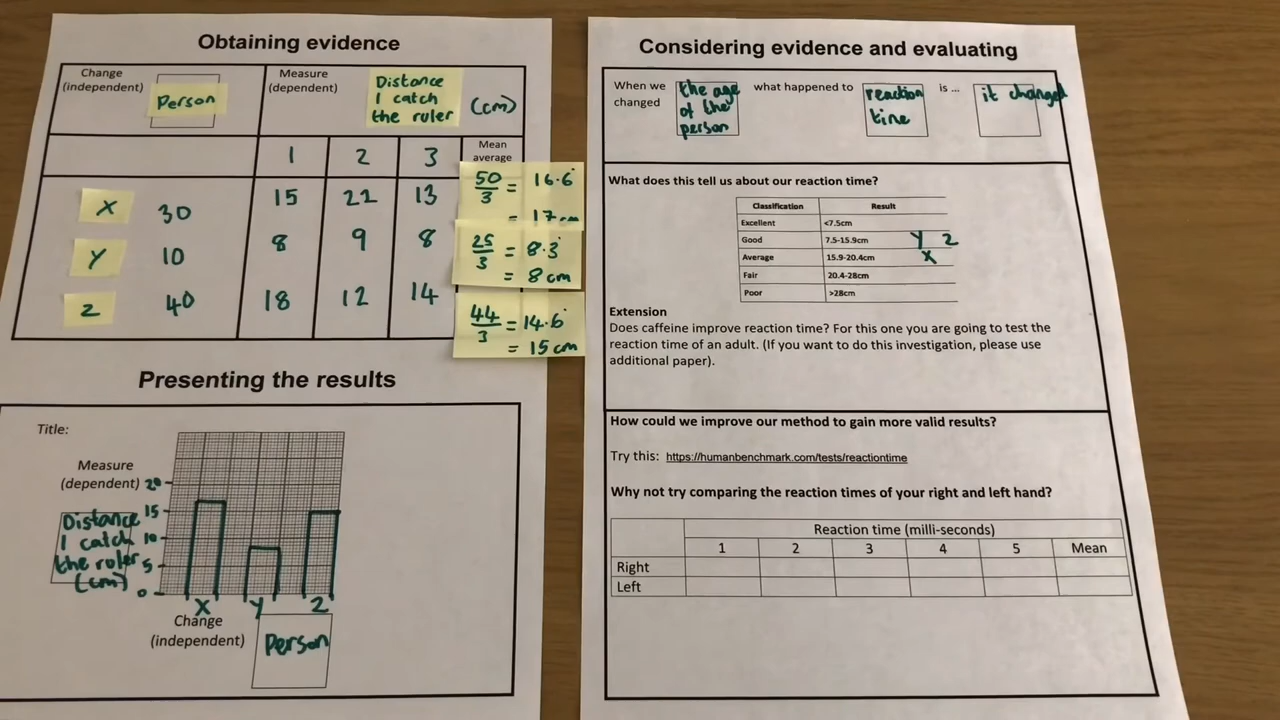 Obtaining evidence
Change
(independent)
Person
Measure
(dependent)
Distance
I catch
the ruler
(cm)
1 2 3 Mean
average
X 30 15 22 13
50/3 = 16.6̇
= 17cm
Y 10 8 9 8
25/3 = 8.3̇
= 8cm
Z 40 18 12 14
44/3 = 14.6̇
= 15cm
Presenting the results
Title:
Measure
(dependent)
Distance
I catch
the ruler
(cm)
20
15
10
5
0
X Y Z
Change
(independent)
Person
Considering evidence and evaluating
When we
changed
the age
of the
person
what happened to
reaction
time
is ...
it changed
What does this tell us about our reaction time?
Classification Result
Excellent <7.5cm
Good 7.5-15.9cm Y Z
Average 15.9-20.4cm X
Fair 20.4-28cm
Poor >28cm
Extension
Does caffeine improve reaction time? For this one you are going to test the
reaction time of an adult. (If you want to do this investigation, please use
additional paper).
How could we improve our method to gain more valid results?
Try this: https://humanbenchmark.com/tests/reactiontime
Why not try comparing the reaction times of your right and left hand?
Reaction time (milli-seconds)
1 2 3 4 5 Mean
Right
Left